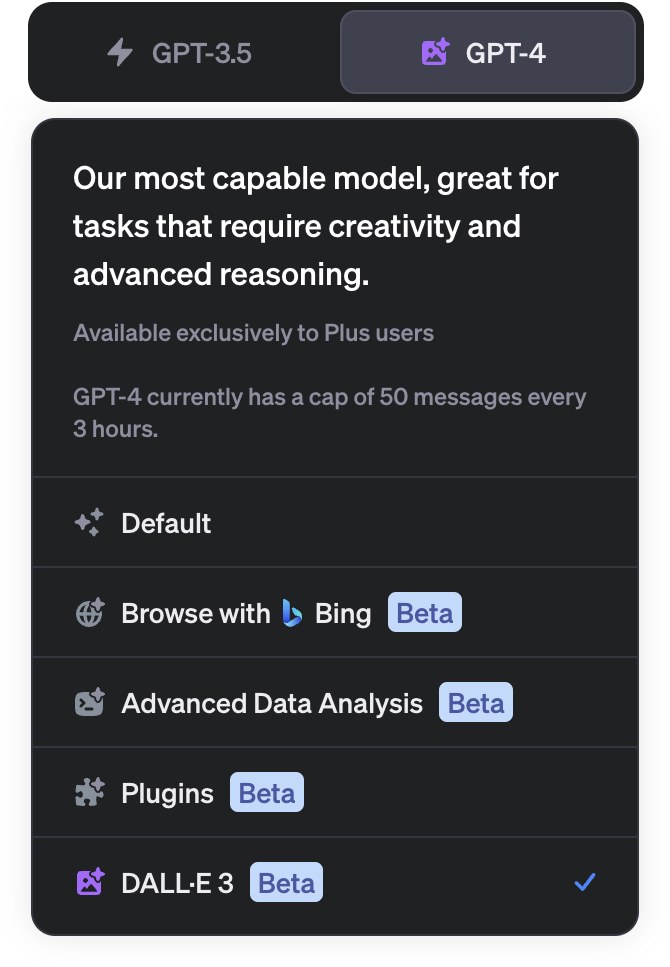 GPT-3.5
GPT-4
Our most capable model, great for
tasks that require creativity and
advanced reasoning.
Available exclusively to Plus users
GPT-4 currently has a cap of 50 messages every
3 hours.
Default
Browse with Bing Beta
Advanced Data Analysis Beta
Plugins Beta
DALL·E 3 Beta